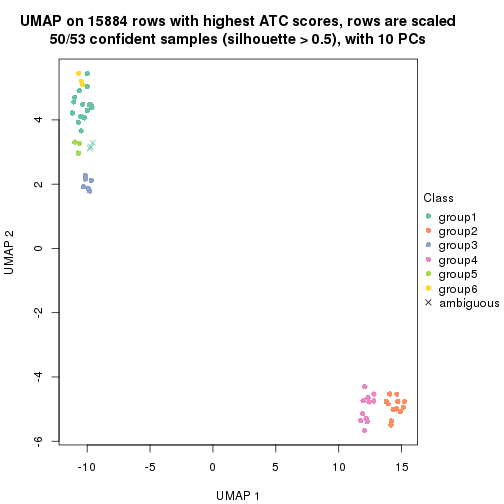 UMAP on 15884 rows with highest ATC scores, rows are scaled
50/53 confident samples (silhouette > 0.5), with 10 PCs
4
2
0
-2
-4
-6
UMAP 2
-10
-5
0
5
10
15
UMAP 1
Class
group1
group2
group3
group4
group5
group6
ambiguous